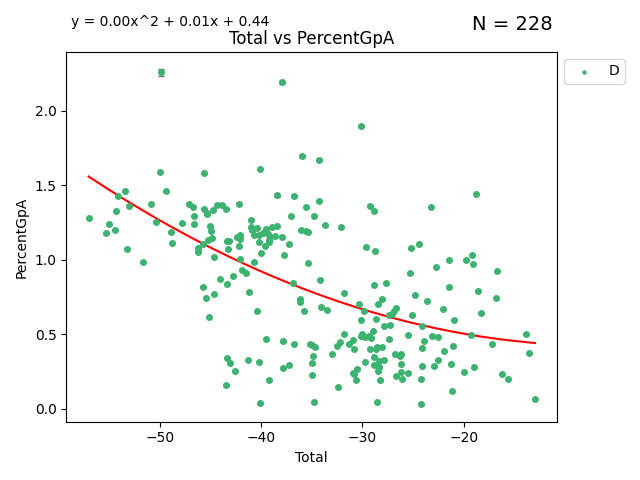 y = 0.00x^2 + 0.01x + 0.44
N = 228
Total vs PercentGpA
D
PercentGpA
2.0
1.5
1.0
0.5
0.0
−50
−40
−30
−20
Total